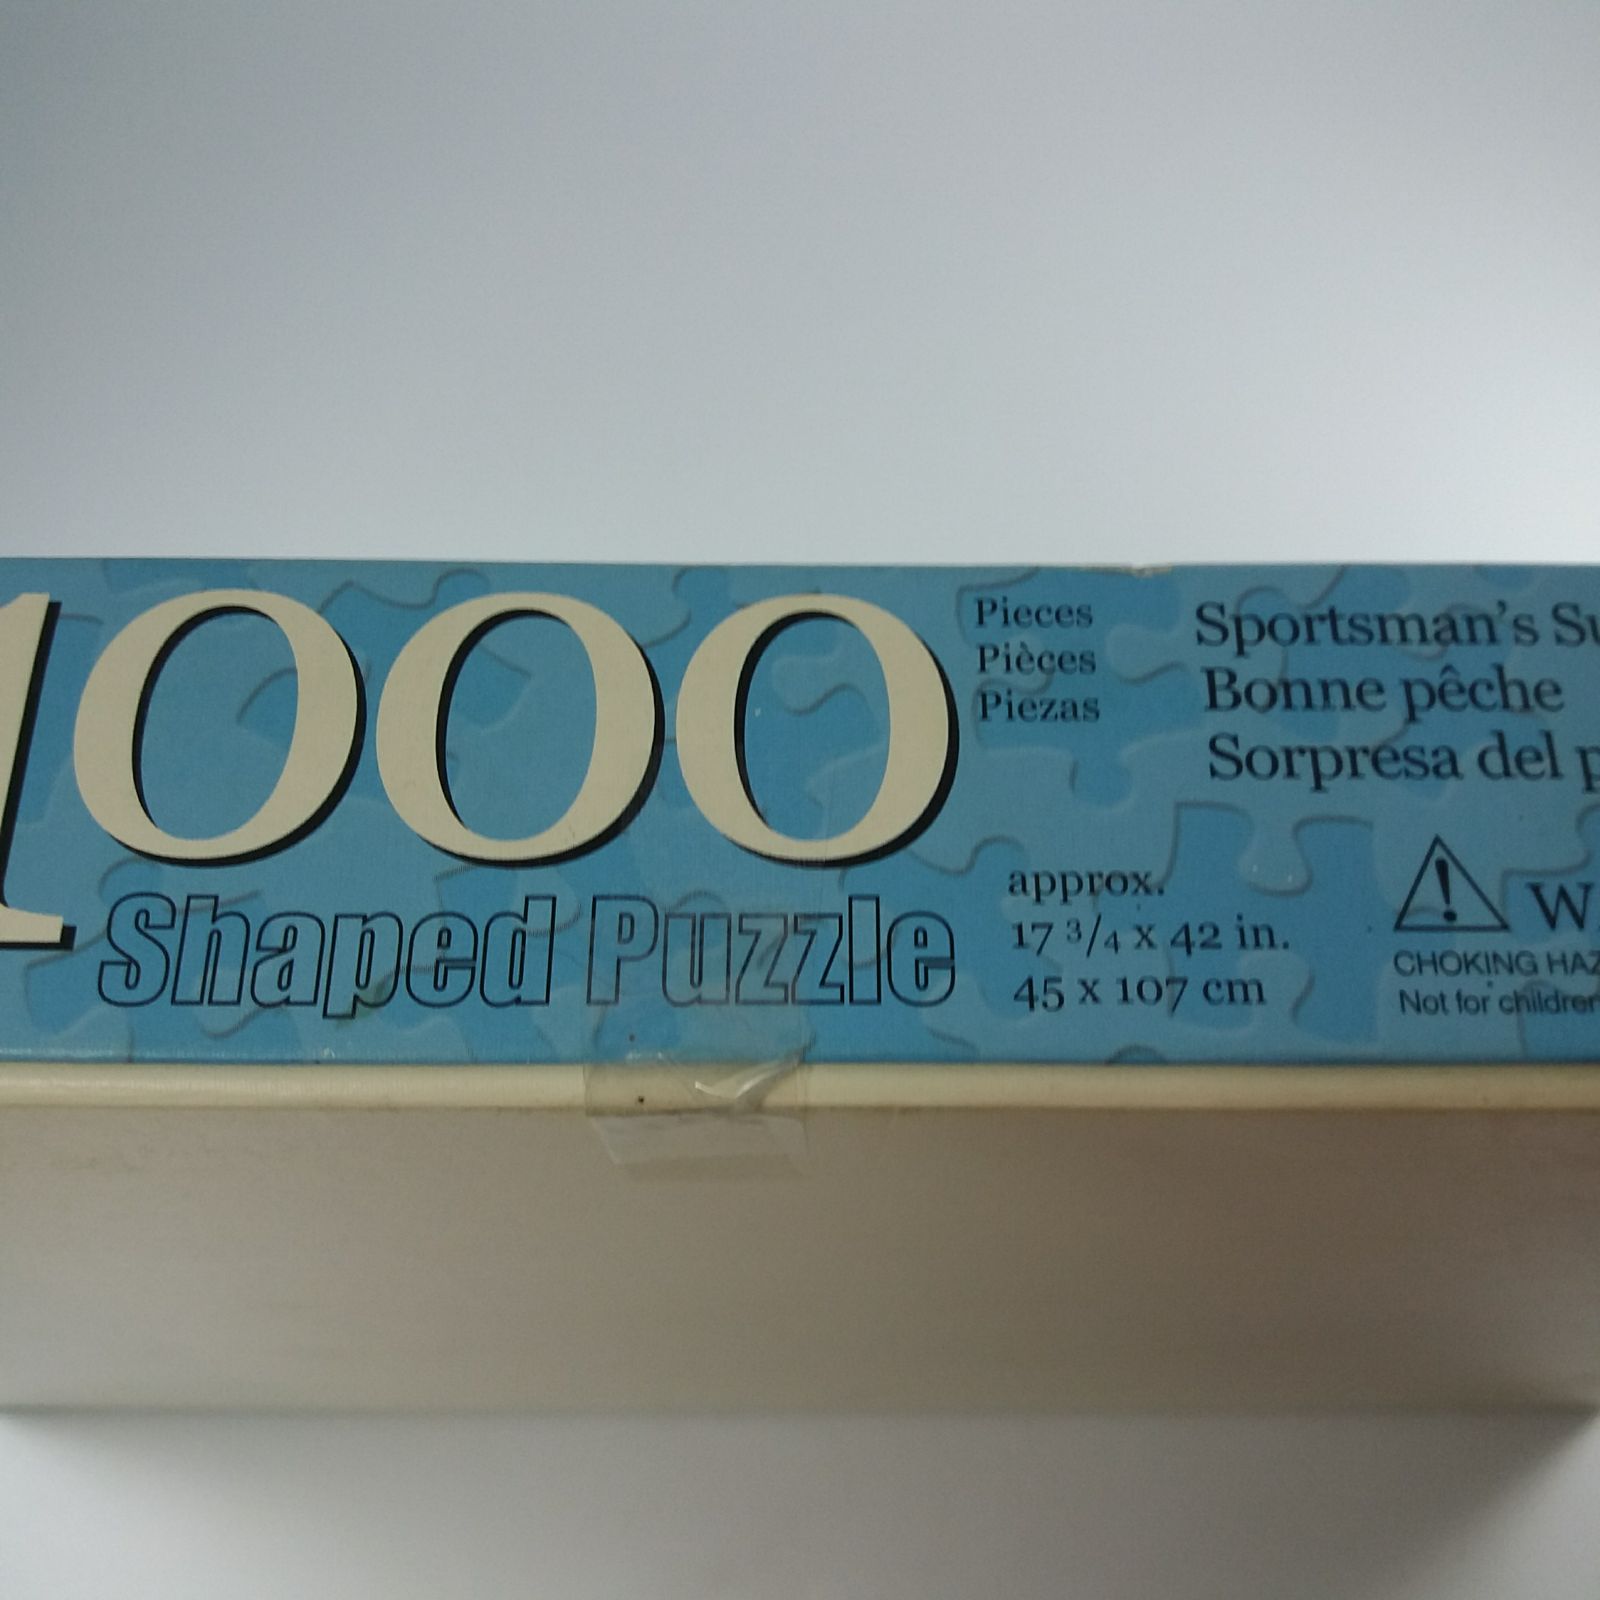 1000
Pieces
Pièces
Piezas
Shaped Puzzle
approx.
17 3/4 x 42 in.
45 x 107 cm
Sportsman's
Bonne pêche
Sorpresa del
CHOKING
Not for